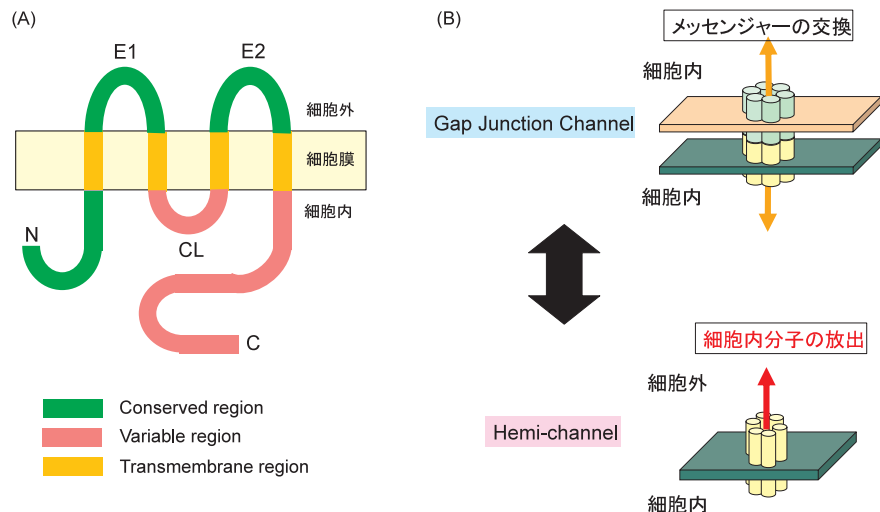 (A)
E1
E2
細胞外
細胞膜
細胞内
N
CL
C
Conserved region
Variable region
Transmembrane region
(B)
メッセンジャーの交換
細胞内
Gap Junction Channel
細胞内
細胞内分子の放出
細胞外
Hemi-channel
細胞内